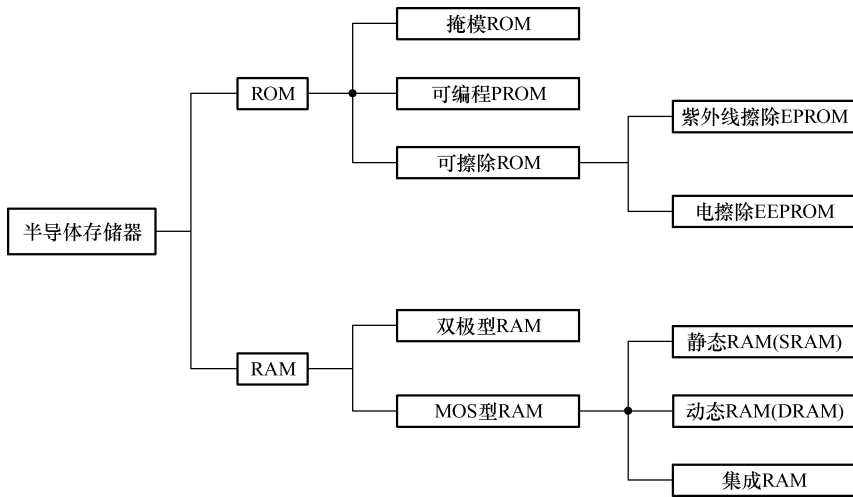 半导体存储器
ROM
掩模ROM
可编程PROM
可擦除ROM
紫外线擦除EPROM
电擦除EEPROM
RAM
双极型RAM
MOS型RAM
静态RAM(SRAM)
动态RAM(DRAM)
集成RAM